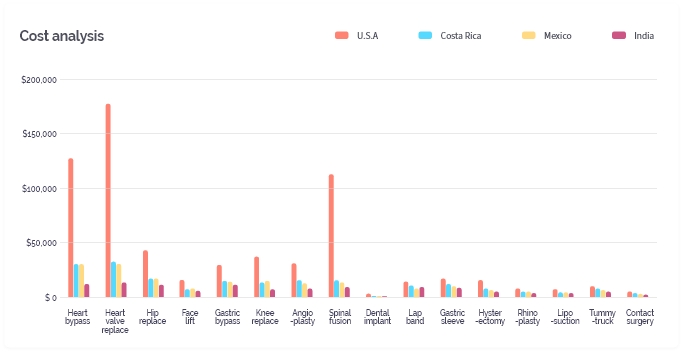 Cost analysis
U.S.A
Costa Rica
Mexico
India
$200,000
$150,000
$100,000
$50,000
$ 0
Heart
bypass
Heart
valve
replace
Hip
replace
Face
lift
Gastric
bypass
Knee
replace
Angio
-plasty
Spinal
fusion
Dental
implant
Lap
band
Gastric
sleeve
Hyster
-ectomy
Rhino
-plasty
Lipo
-suction
Tummy
-truck
Contact
surgery